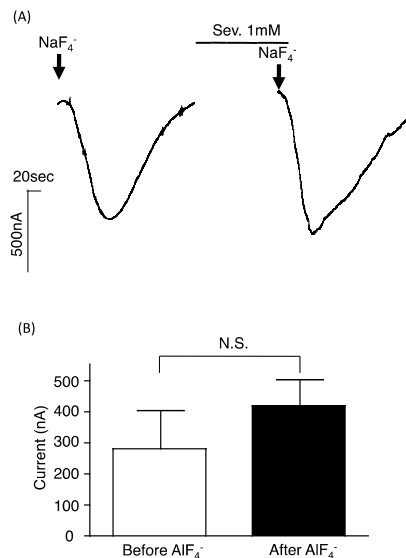 (A)
Sev. 1mM
NaF₄⁻
NaF₄⁻
20sec
500nA
(B)
N.S.
500
400
300
200
100
0
Current (nA)
Before AlF₄⁻
After AlF₄⁻